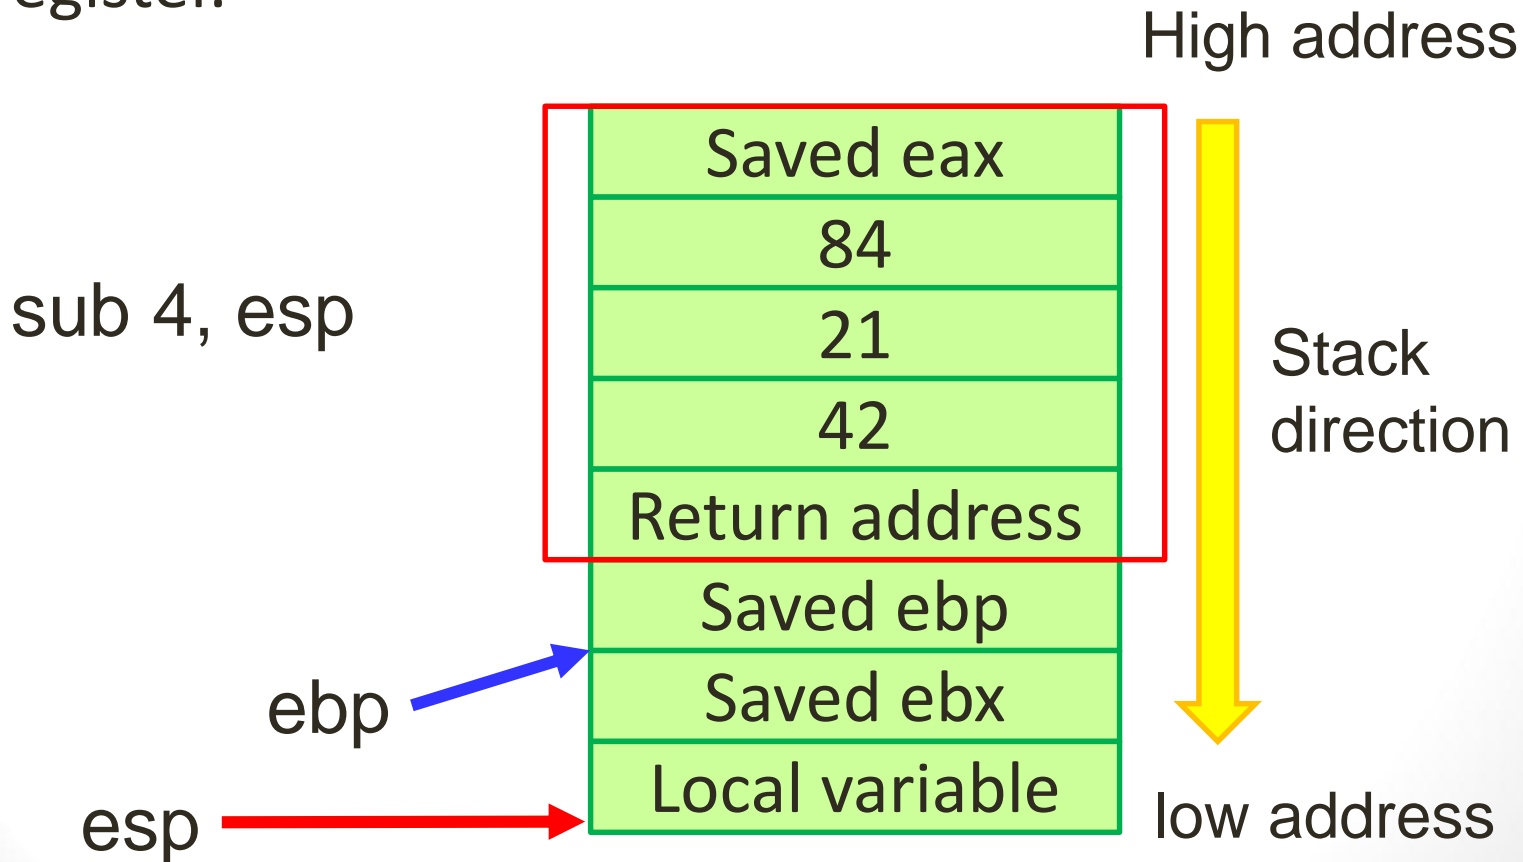 High address
Saved eax
84
sub 4, esp
21
Stack
direction
42
Return address
Saved ebp
ebp
Saved ebx
Local variable
low address
esp